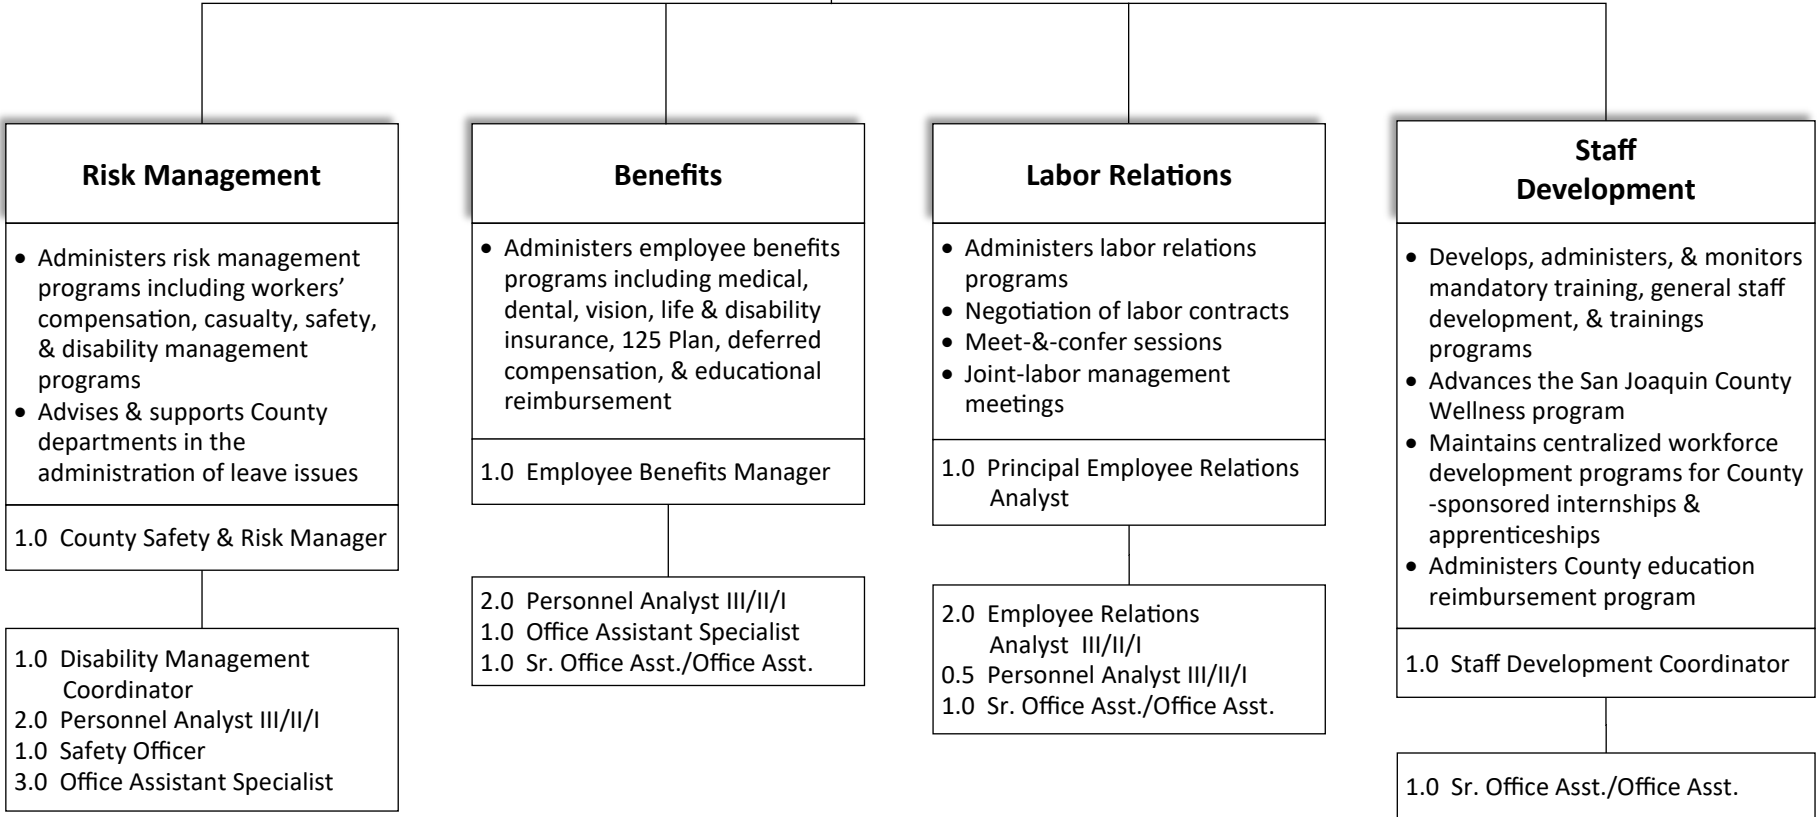 Risk Management
• Administers risk management
programs including workers’
compensation, casualty, safety,
& disability management
programs
• Advises & supports County
departments in the
administration of leave issues
1.0 County Safety & Risk Manager
1.0 Disability Management
Coordinator
2.0 Personnel Analyst III/II/I
1.0 Safety Officer
3.0 Office Assistant Specialist
Benefits
• Administers employee benefits
programs including medical,
dental, vision, life & disability
insurance, 125 Plan, deferred
compensation, & educational
reimbursement
1.0 Employee Benefits Manager
2.0 Personnel Analyst III/II/I
1.0 Office Assistant Specialist
1.0 Sr. Office Asst./Office Asst.
Labor Relations
• Administers labor relations
programs
• Negotiation of labor contracts
• Meet-&-confer sessions
• Joint-labor management
meetings
1.0 Principal Employee Relations
Analyst
2.0 Employee Relations
Analyst III/II/I
0.5 Personnel Analyst III/II/I
1.0 Sr. Office Asst./Office Asst.
Staff
Development
• Develops, administers, & monitors
mandatory training, general staff
development, & trainings
programs
• Advances the San Joaquin County
Wellness program
• Maintains centralized workforce
development programs for County
-sponsored internships &
apprenticeships
• Administers County education
reimbursement program
1.0 Staff Development Coordinator
1.0 Sr. Office Asst./Office Asst.